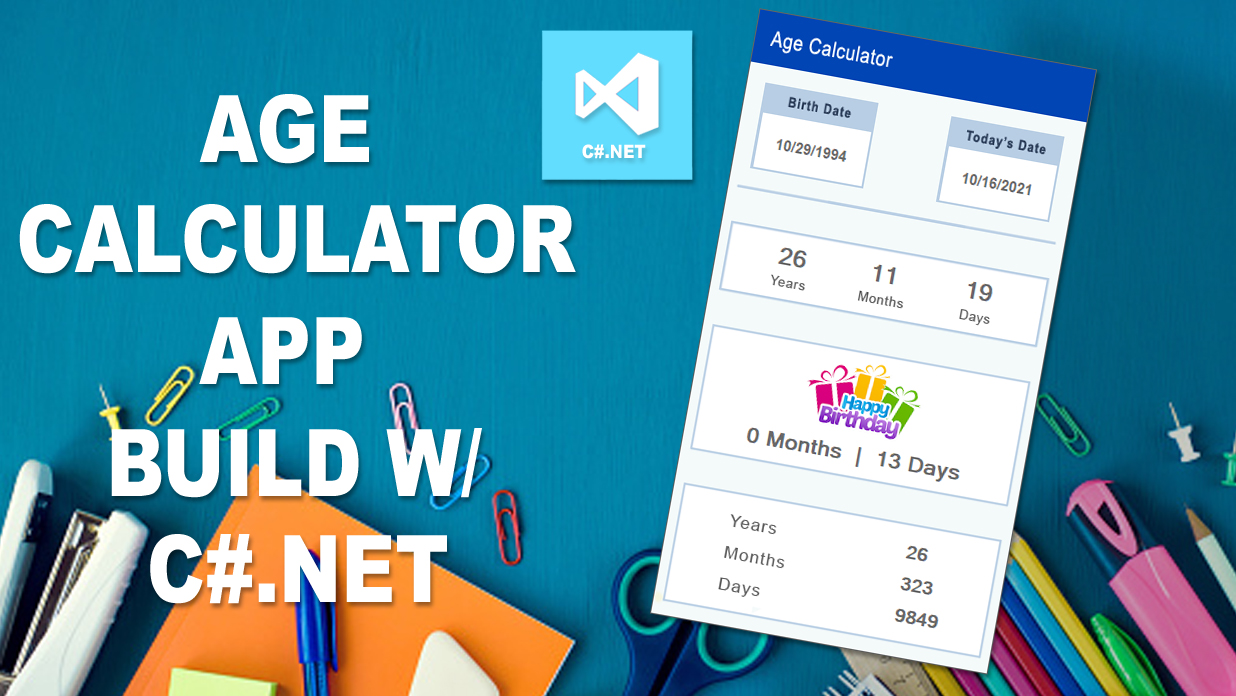 AGE
CALCULATOR
APP
BUILD W/
C#.NET
C#.NET
Age Calculator
Birth Date
10/29/1994
Today's Date
10/16/2021
26 11 19
Years Months Days
Happy
Birthday
0 Months | 13 Days
Years 26
Months 323
Days 9849